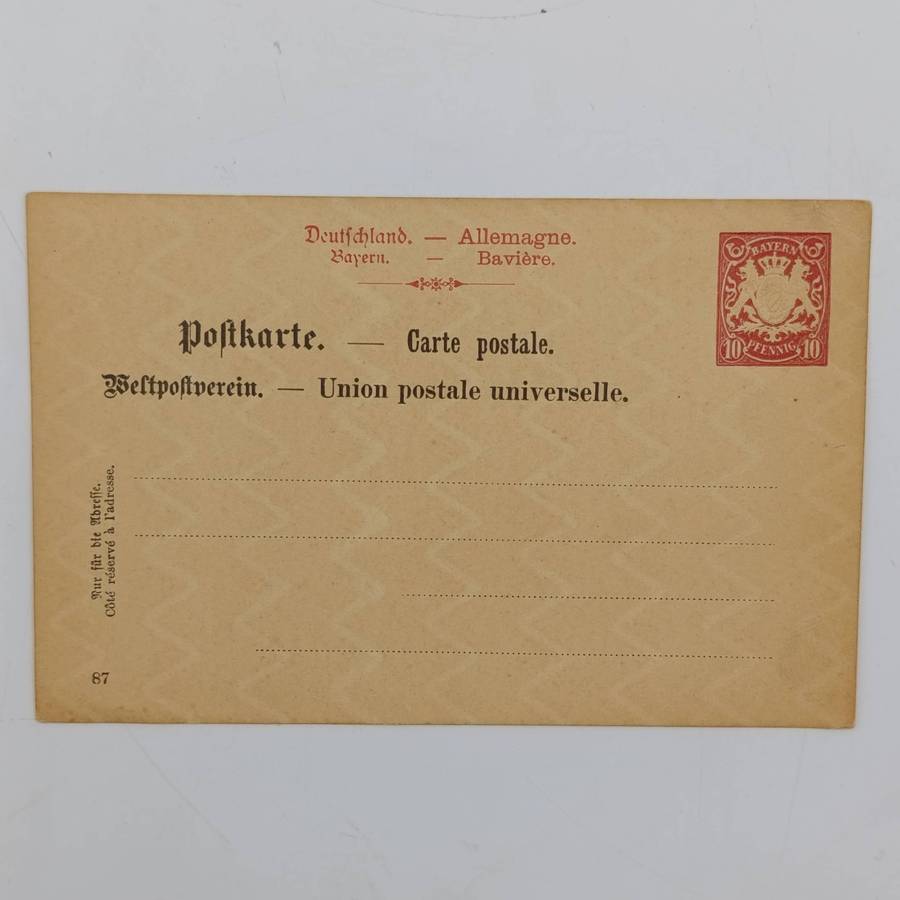 Deutſchland. — Allemagne.
Bayern. — Bavière.
BAYERN
10 PFENNIG 10
Poſtkarte. — Carte postale.
Weltpoſtverein. — Union postale universelle.
Nur für die Adreſſe.
Côté réservé à l'adresse.
87